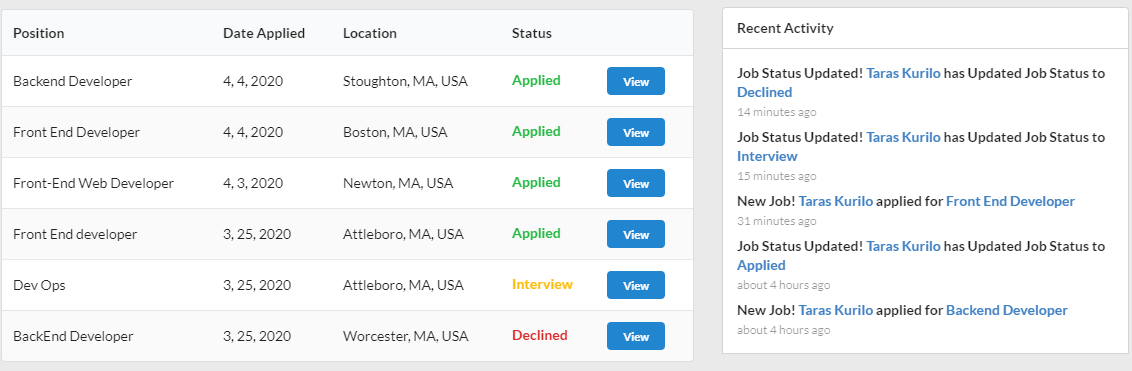 Position Date Applied Location Status
Backend Developer 4, 4, 2020 Stoughton, MA, USA Applied View
Front End Developer 4, 4, 2020 Boston, MA, USA Applied View
Front-End Web Developer 4, 3, 2020 Newton, MA, USA Applied View
Front End developer 3, 25, 2020 Attleboro, MA, USA Applied View
Dev Ops 3, 25, 2020 Attleboro, MA, USA Interview View
BackEnd Developer 3, 25, 2020 Worcester, MA, USA Declined View
Recent Activity
Job Status Updated! Taras Kurilo has Updated Job Status to
Declined
14 minutes ago
Job Status Updated! Taras Kurilo has Updated Job Status to
Interview
15 minutes ago
New Job! Taras Kurilo applied for Front End Developer
31 minutes ago
Job Status Updated! Taras Kurilo has Updated Job Status to
Applied
about 4 hours ago
New Job! Taras Kurilo applied for Backend Developer
about 4 hours ago